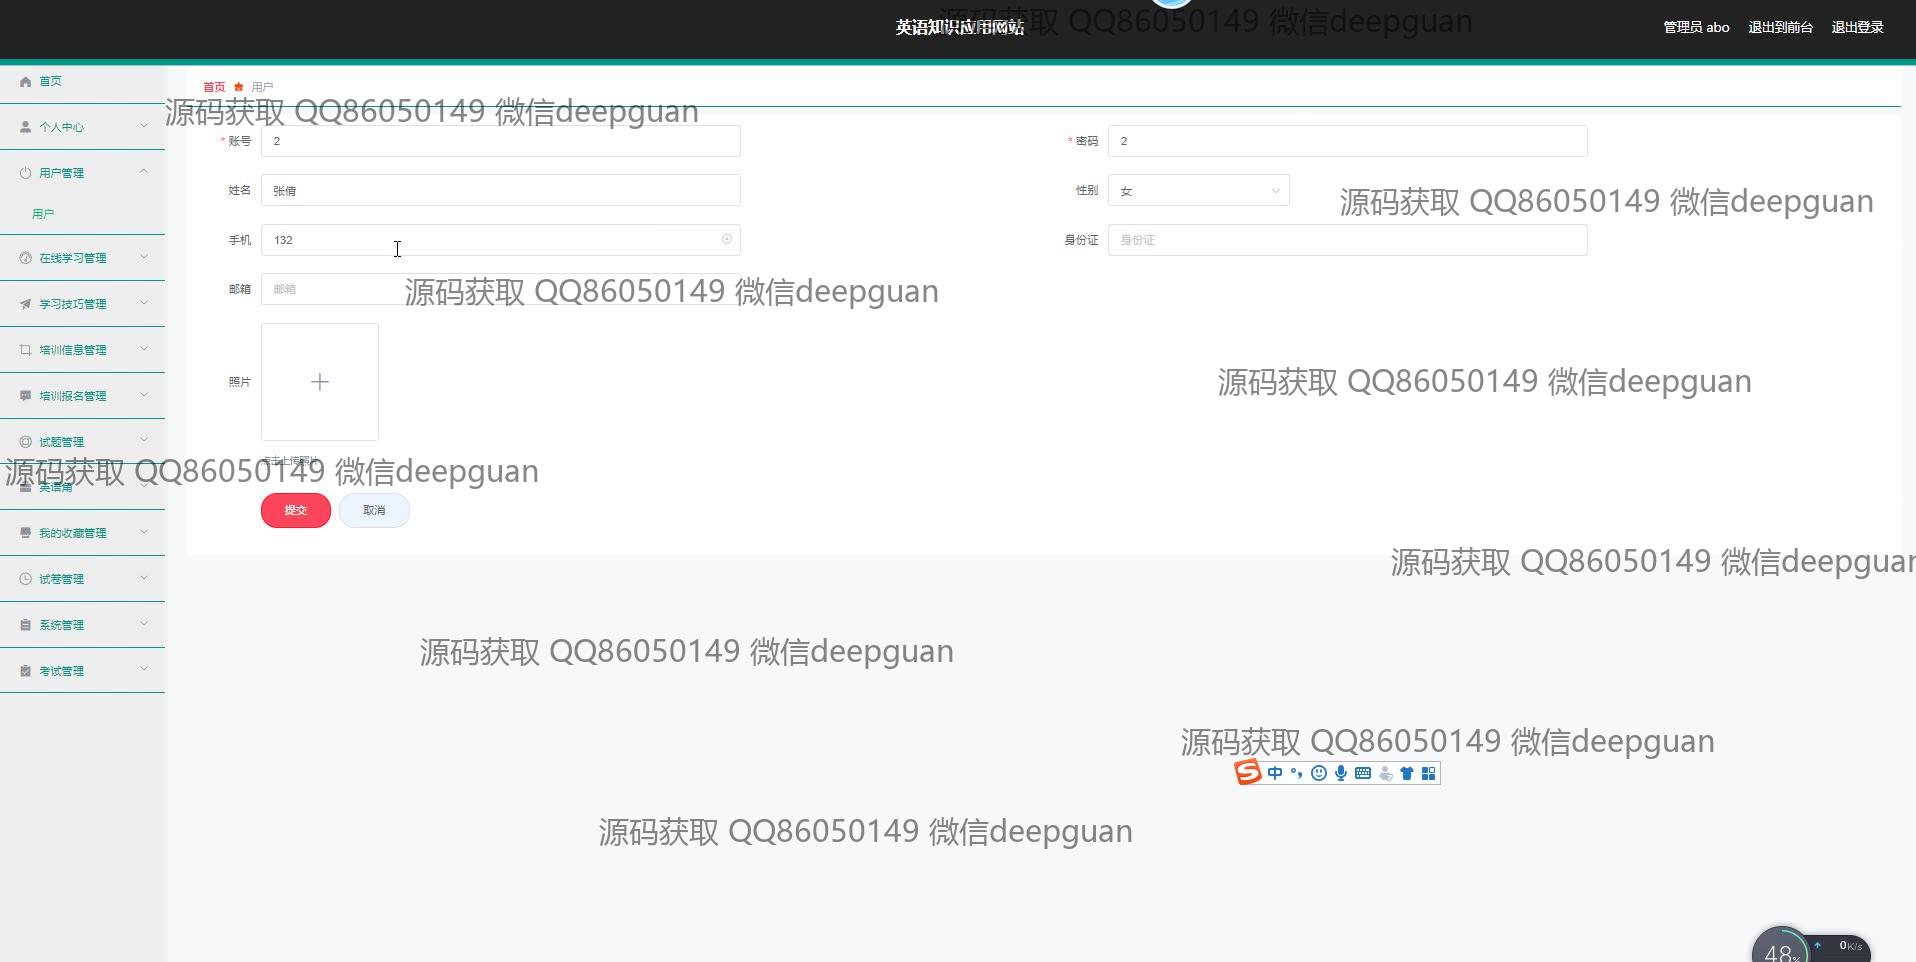 英语知识应用网站
源码获取 QQ86050149 微信deepguan
管理员 abo 退出到前台 退出登录
首页
个人中心
用户管理
用户
在线学习管理
学习技巧管理
培训信息管理
培训报名管理
试题管理
英语角
我的收藏管理
试卷管理
系统管理
考试管理
首页 用户
源码获取 QQ86050149 微信deepguan
* 账号 2
* 密码 2
姓名 张倩
性别 女
源码获取 QQ86050149 微信deepguan
手机 132
身份证 身份证
邮箱 邮箱
源码获取 QQ86050149 微信deepguan
照片
源码获取 QQ86050149 微信deepguan
点击上传照片
源码获取 QQ86050149 微信deepguan
提交 取消
源码获取 QQ86050149 微信deepguan
源码获取 QQ86050149 微信deepguan
源码获取 QQ86050149 微信deepguan
中
源码获取 QQ86050149 微信deepguan
48% 0K/s